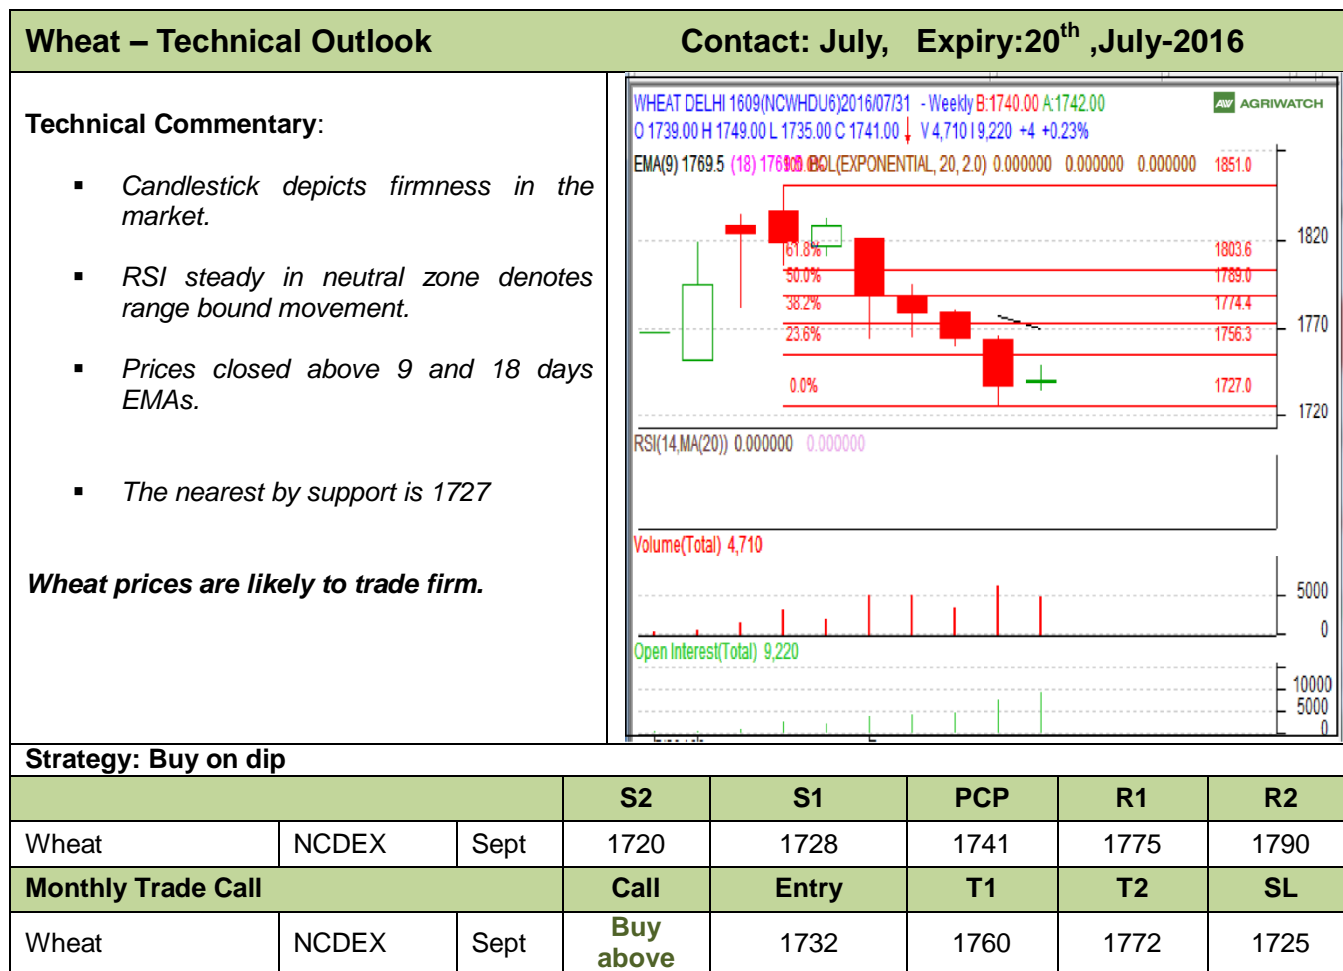 Wheat – Technical Outlook Contact: July, Expiry:20th ,July-2016
Technical Commentary:
▪ Candlestick depicts firmness in the
market.
▪ RSI steady in neutral zone denotes
range bound movement.
▪ Prices closed above 9 and 18 days
EMAs.
▪ The nearest by support is 1727
Wheat prices are likely to trade firm.
WHEAT DELHI 1609(NCWHDU6)2016/07/31 - Weekly B:1740.00 A:1742.00
AW AGRIWATCH
O 1739.00 H 1749.00 L 1735.00 C 1741.00 V 4,710 I 9,220 +4 +0.23%
EMA(9) 1769.5 (18) BOL(EXPONENTIAL, 20, 2.0) 0.000000 0.000000 0.000000 1851.0
1820
61.8% 1803.6
50.0% 1789.0
38.2% 1774.4
1770
23.6% 1756.3
0.0% 1727.0
1720
RSI(14,MA(20)) 0.000000 0.000000
Volume(Total) 4,710
5000
0
Open Interest(Total) 9,220
10000
5000
0
Strategy: Buy on dip
S2 S1 PCP R1 R2
Wheat NCDEX Sept 1720 1728 1741 1775 1790
Monthly Trade Call Call Entry T1 T2 SL
Wheat NCDEX Sept Buy above 1732 1760 1772 1725